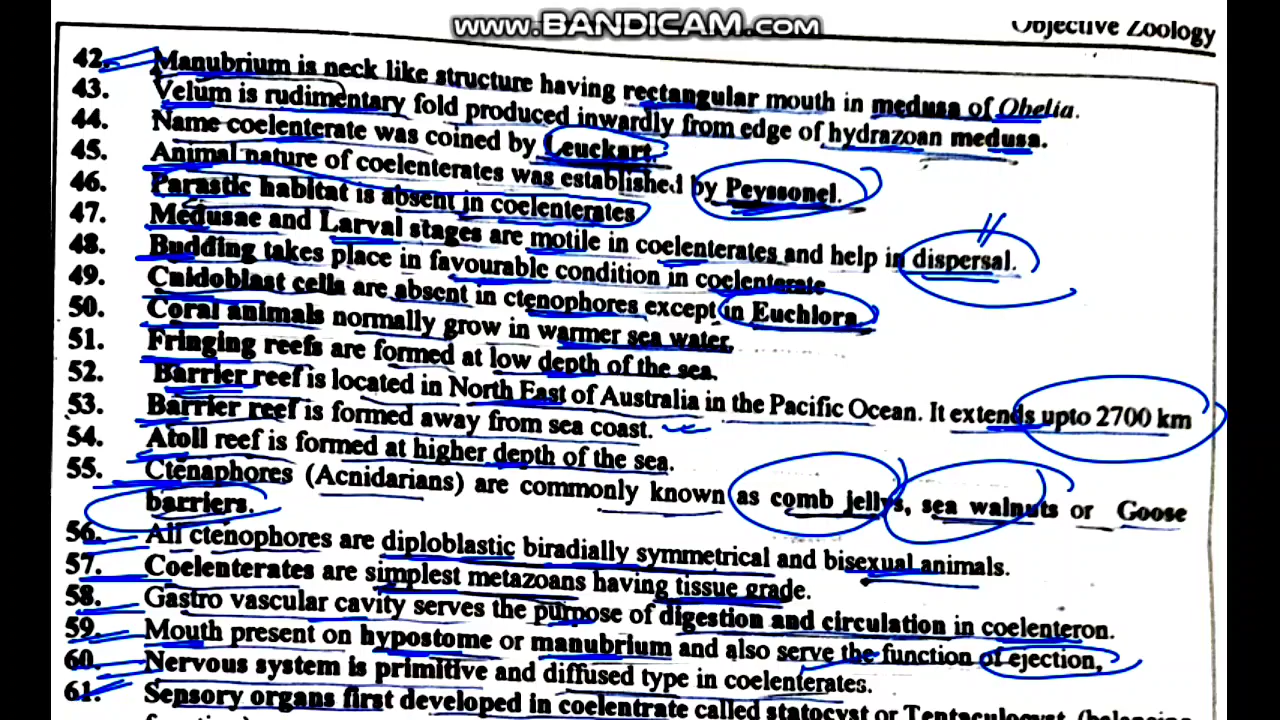 www.BANDICAM.com
Objective Zoology
42. Manubrium is neck like structure having rectangular mouth in medusa of Obelia.
43. Velum is rudimentary fold produced inwardly from edge of hydrazoan medusa.
44. Name coelenterate was coined by Leuckart.
45. Animal nature of coelenterates was established by Peyssonel.
46. Parastic habitat is absent in coelenterates
47. Medusae and Larval stages are motile in coelenterates and help in dispersal.
48. Budding takes place in favourable condition in coelenterate
49. Cnidoblast cells are absent in ctenophores except in Euchlora
50. Coral animals normally grow in warmer sea water.
51. Fringing reefs are formed at low depth of the sea.
52. Barrier reef is located in North East of Australia in the Pacific Ocean. It extends upto 2700 km
53. Barrier reef is formed away from sea coast.
54. Atoll reef is formed at higher depth of the sea.
55. Ctenaphores (Acnidarians) are commonly known as comb jellys, sea walnuts or Goose
barriers.
56. All ctenophores are diploblastic biradially symmetrical and bisexual animals.
57. Coelenterates are simplest metazoans having tissue grade.
58. Gastro vascular cavity serves the purpose of digestion and circulation in coelenteron.
59. Mouth present on hypostome or manubrium and also serve the function of ejection,
60. Nervous system is primitive and diffused type in coelenterates.
61. Sensory organs first developed in coelentrate called statocyst or Tentaculocyst (belancing